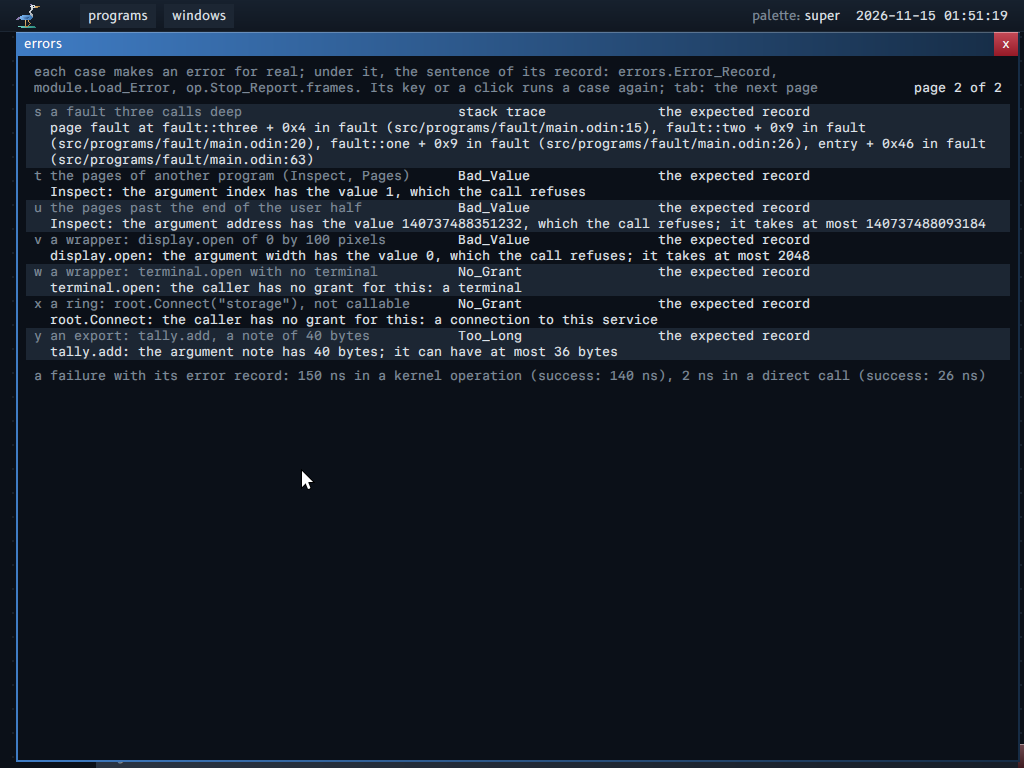 programs windows palette: super 2026-11-15 01:51:19
errors x
each case makes an error for real; under it, the sentence of its record: errors.Error_Record,
module.Load_Error, op.Stop_Report.frames. Its key or a click runs a case again; tab: the next page page 2 of 2
s a fault three calls deep stack trace the expected record
page fault at fault::three + 0x4 in fault (src/programs/fault/main.odin:15), fault::two + 0x9 in fault
(src/programs/fault/main.odin:20), fault::one + 0x9 in fault (src/programs/fault/main.odin:26), entry + 0x46 in fault
(src/programs/fault/main.odin:63)
t the pages of another program (Inspect, Pages) Bad_Value the expected record
Inspect: the argument index has the value 1, which the call refuses
u the pages past the end of the user half Bad_Value the expected record
Inspect: the argument address has the value 140737488351232, which the call refuses; it takes at most 140737488093184
v a wrapper: display.open of 0 by 100 pixels Bad_Value the expected record
display.open: the argument width has the value 0, which the call refuses; it takes at most 2048
w a wrapper: terminal.open with no terminal No_Grant the expected record
terminal.open: the caller has no grant for this: a terminal
x a ring: root.Connect("storage"), not callable No_Grant the expected record
root.Connect: the caller has no grant for this: a connection to this service
y an export: tally.add, a note of 40 bytes Too_Long the expected record
tally.add: the argument note has 40 bytes; it can have at most 36 bytes
a failure with its error record: 150 ns in a kernel operation (success: 140 ns), 2 ns in a direct call (success: 26 ns)